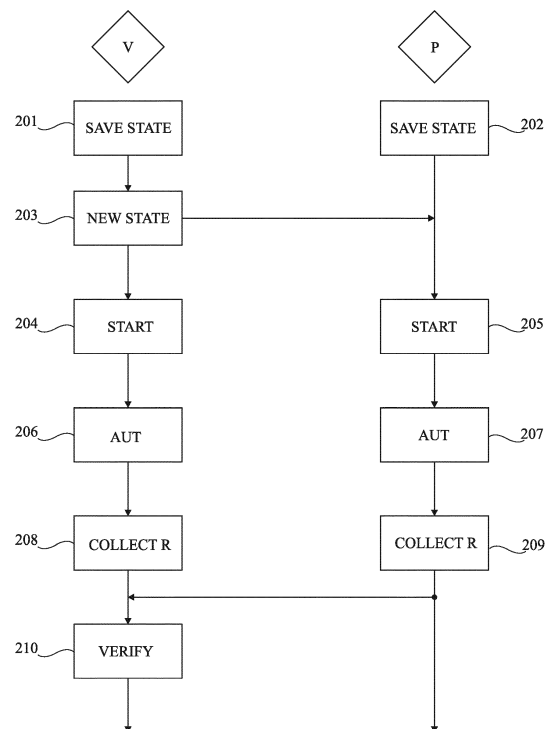 V
P
201
SAVE STATE
SAVE STATE
202
203
NEW STATE
204
START
START
205
206
AUT
AUT
207
208
COLLECT R
COLLECT R
209
210
VERIFY